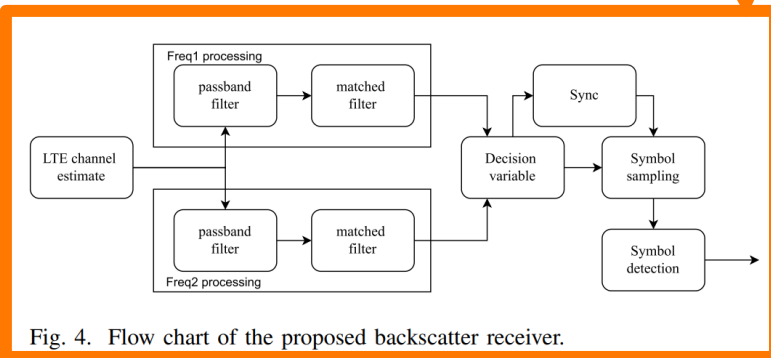 Freq1 processing
passband
filter
matched
filter
Sync
LTE channel
estimate
Decision
variable
Symbol
sampling
passband
filter
matched
filter
Freq2 processing
Symbol
detection
Fig. 4. Flow chart of the proposed backscatter receiver.